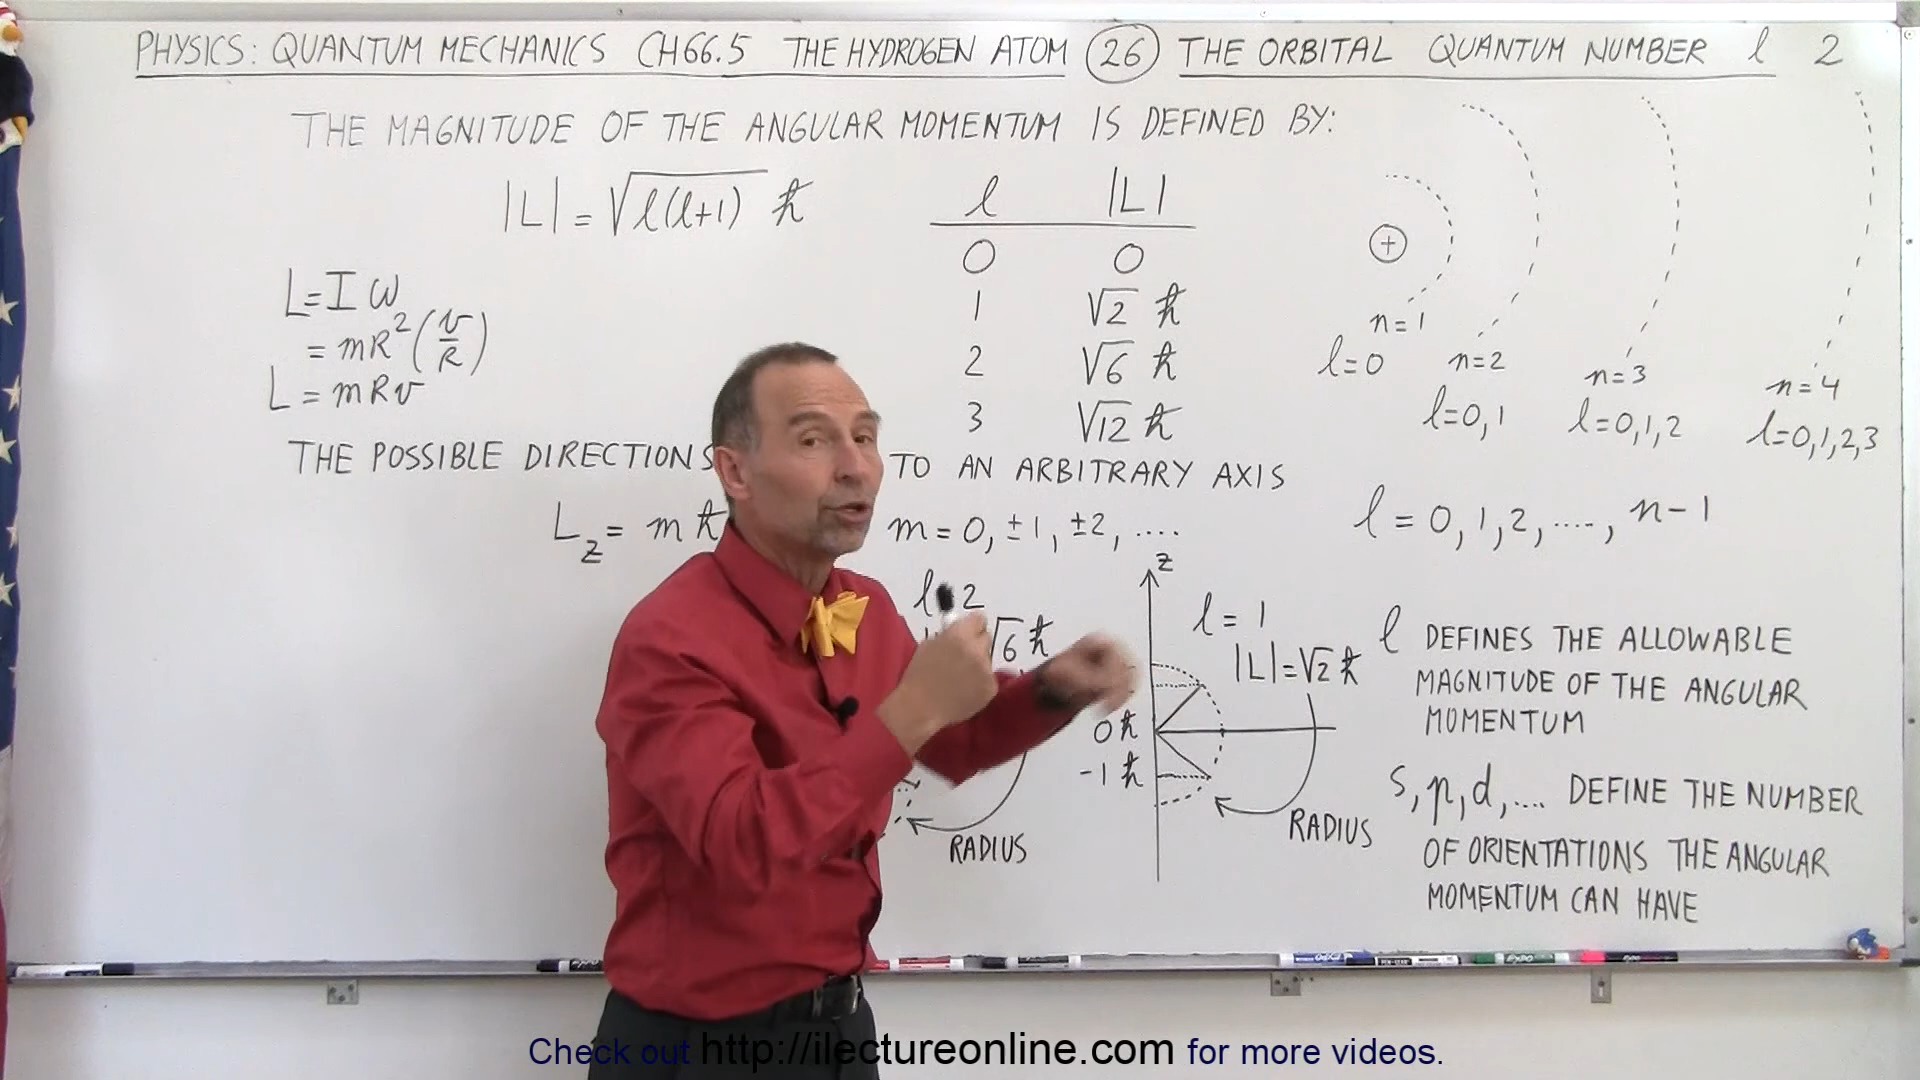 PHYSICS: QUANTUM MECHANICS CH66.5 THE HYDROGEN ATOM 26 THE ORBITAL QUANTUM NUMBER l 2
THE MAGNITUDE OF THE ANGULAR MOMENTUM IS DEFINED BY:
|L| = √l(l+1) ħ
L = I ω
= mR² (v/R)
L = mRv
l |L|
0 0
1 √2 ħ
2 √6 ħ
3 √12 ħ
+
n=1
l=0
n=2
l=0,1
n=3
l=0,1,2
n=4
l=0,1,2,3
THE POSSIBLE DIRECTIONS TO AN ARBITRARY AXIS
L_z = mħ m = 0, ±1, ±2, ....
l = 0, 1, 2, ...., n-1
l 2
√6 ħ
RADIUS
z
l = 1
|L| = √2 ħ
0ħ
-1ħ
RADIUS
l DEFINES THE ALLOWABLE
MAGNITUDE OF THE ANGULAR
MOMENTUM
s, p, d, .... DEFINE THE NUMBER
OF ORIENTATIONS THE ANGULAR
MOMENTUM CAN HAVE
EXPO
Check out http://ilectureonline.com for more videos.